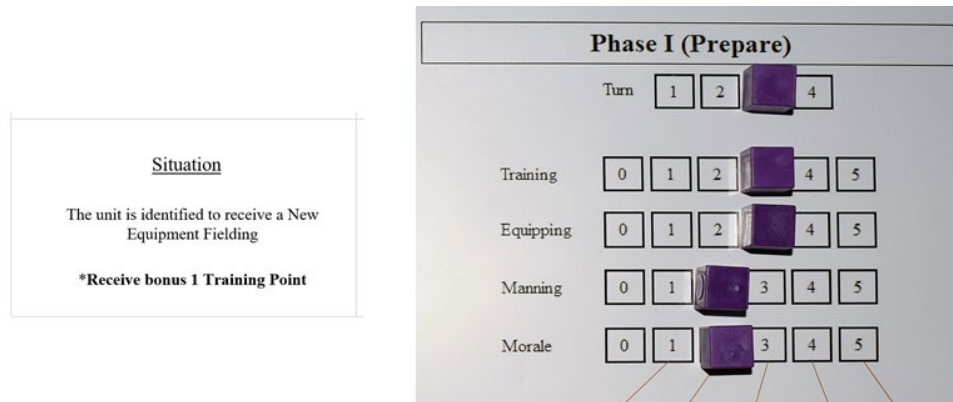 Situation
The unit is identified to receive a New
Equipment Fielding
*Receive bonus 1 Training Point
Phase I (Prepare)
Turn 1 2 4
Training 0 1 2 4 5
Equipping 0 1 2 4 5
Manning 0 1 3 4 5
Morale 0 1 3 4 5